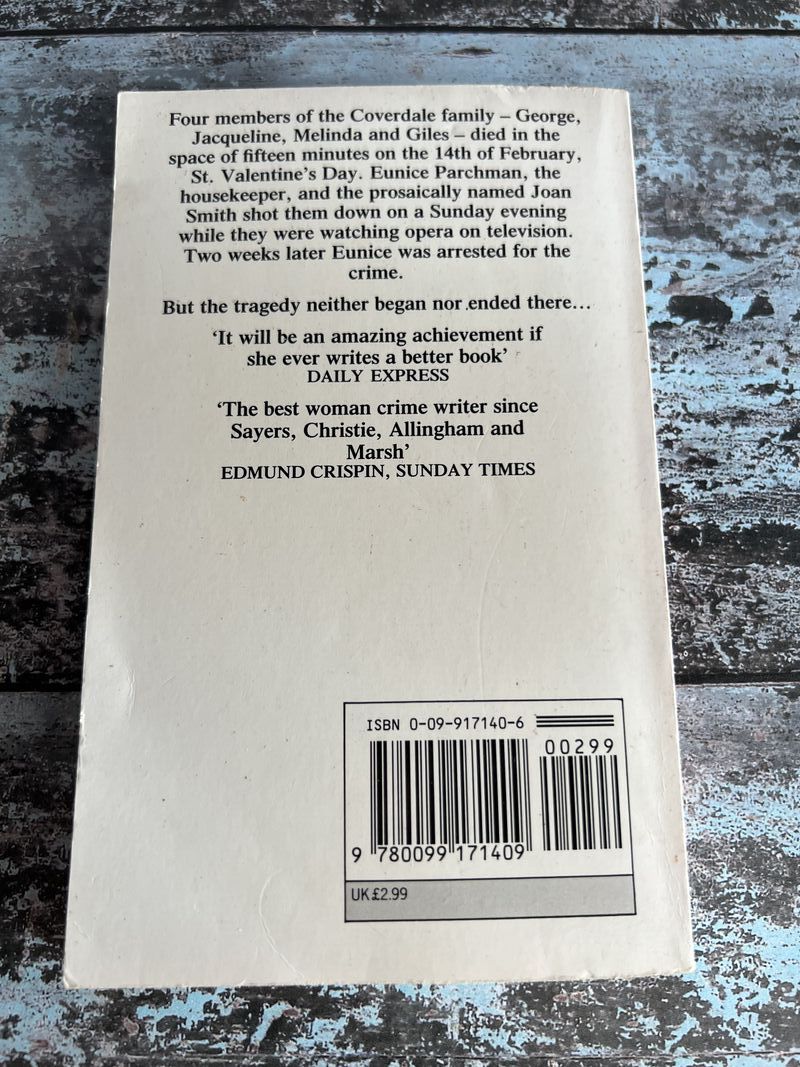 Four members of the Coverdale family – George,
Jacqueline, Melinda and Giles – died in the
space of fifteen minutes on the 14th of February,
St. Valentine's Day. Eunice Parchman, the
housekeeper, and the prosaically named Joan
Smith shot them down on a Sunday evening
while they were watching opera on television.
Two weeks later Eunice was arrested for the
crime.
But the tragedy neither began nor ended there...
'It will be an amazing achievement if
she ever writes a better book'
DAILY EXPRESS
'The best woman crime writer since
Sayers, Christie, Allingham and
Marsh'
EDMUND CRISPIN, SUNDAY TIMES
ISBN 0-09-917140-6
00299
9 780099 171409
UK£2.99